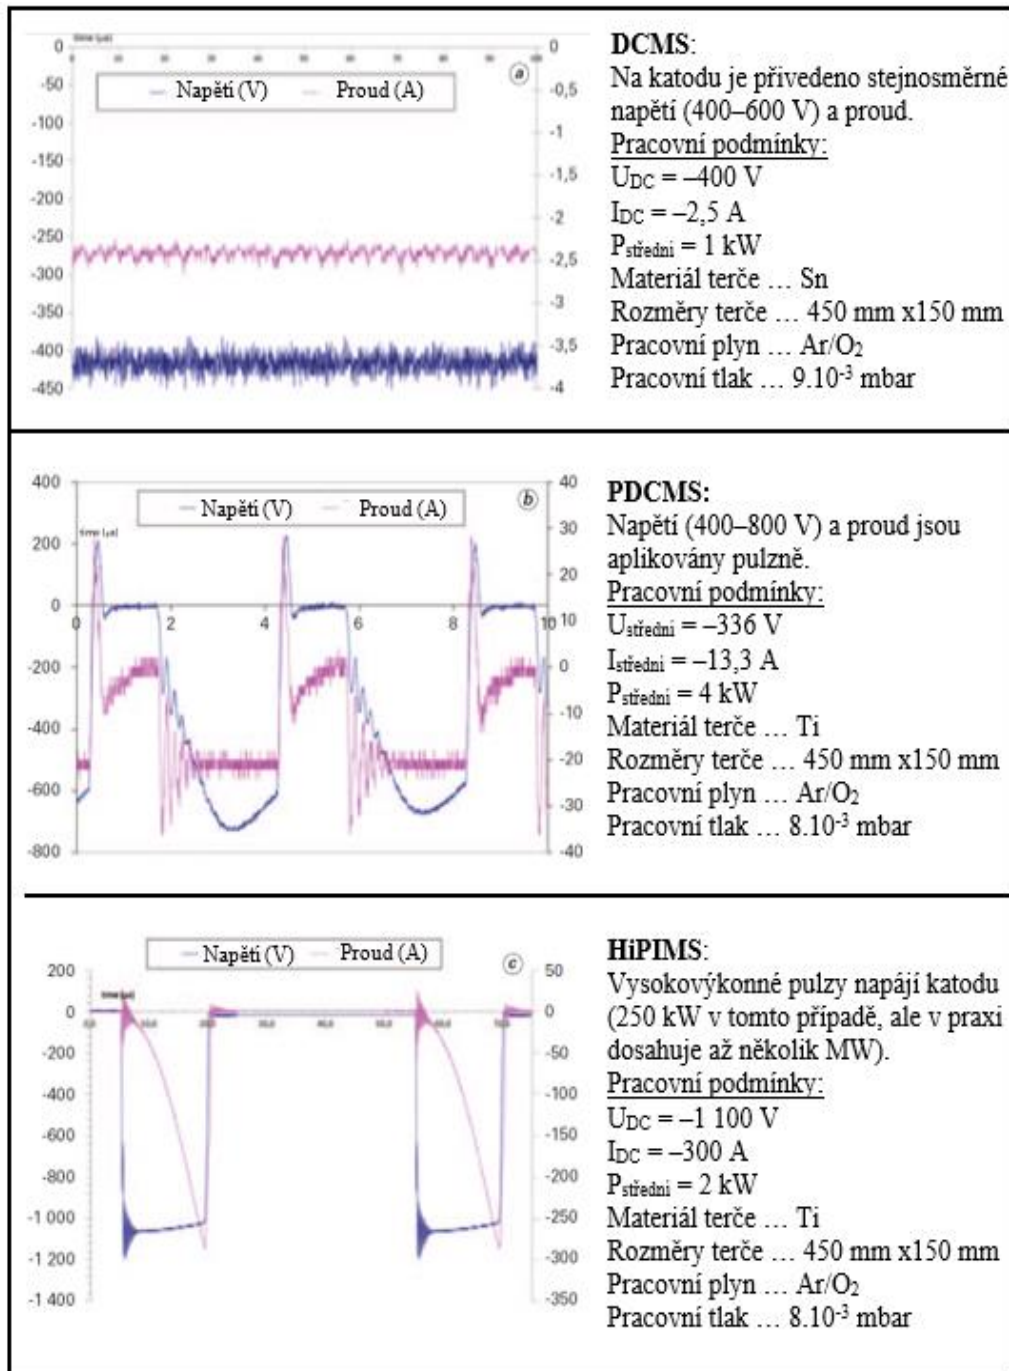 time (µs)
0
0
-50
-0,5
-100
-1
-150
-1,5
-200
-2
-250
-2,5
-300
-3
-350
-3,5
-400
-450
-4
a
Napětí (V) Proud (A)
DCMS:
Na katodu je přivedeno stejnosměrné
napětí (400–600 V) a proud.
Pracovní podmínky:
UDC = –400 V
IDC = –2,5 A
Pstřední = 1 kW
Materiál terče … Sn
Rozměry terče … 450 mm x150 mm
Pracovní plyn … Ar/O2
Pracovní tlak … 9.10-3 mbar
400
200
0
-200
-400
-600
-800
Napětí (V) Proud (A)
b
time (µs)
2
4
6
8
10
40
30
20
10
0
-10
-20
-30
-40
PDCMS:
Napětí (400–800 V) a proud jsou
aplikovány pulzně.
Pracovní podmínky:
Ustřední = –336 V
Istřední = –13,3 A
Pstřední = 4 kW
Materiál terče … Ti
Rozměry terče … 450 mm x150 mm
Pracovní plyn … Ar/O2
Pracovní tlak … 8.10-3 mbar
Napětí (V) Proud (A)
c
200
0
-200
-400
-600
-800
-1 000
-1 200
-1 400
time (µs)
50
0
-50
-100
-150
-200
-250
-300
-350
HiPIMS:
Vysokovýkonné pulzy napájí katodu
(250 kW v tomto případě, ale v praxi
dosahuje až několik MW).
Pracovní podmínky:
UDC = –1 100 V
IDC = –300 A
Pstřední = 2 kW
Materiál terče … Ti
Rozměry terče … 450 mm x150 mm
Pracovní plyn … Ar/O2
Pracovní tlak … 8.10-3 mbar